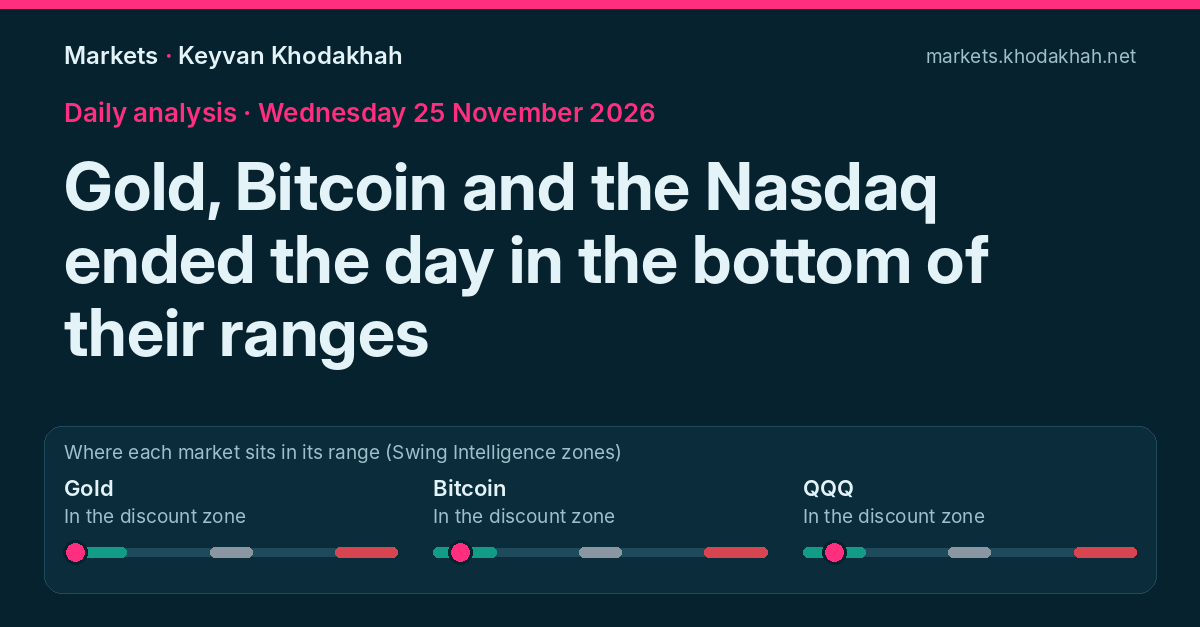 Markets · Keyvan Khodakhah
markets.khodakhah.net
Daily analysis · Wednesday 25 November 2026
Gold, Bitcoin and the Nasdaq
ended the day in the bottom of
their ranges
Where each market sits in its range (Swing Intelligence zones)
Gold
In the discount zone
Bitcoin
In the discount zone
QQQ
In the discount zone